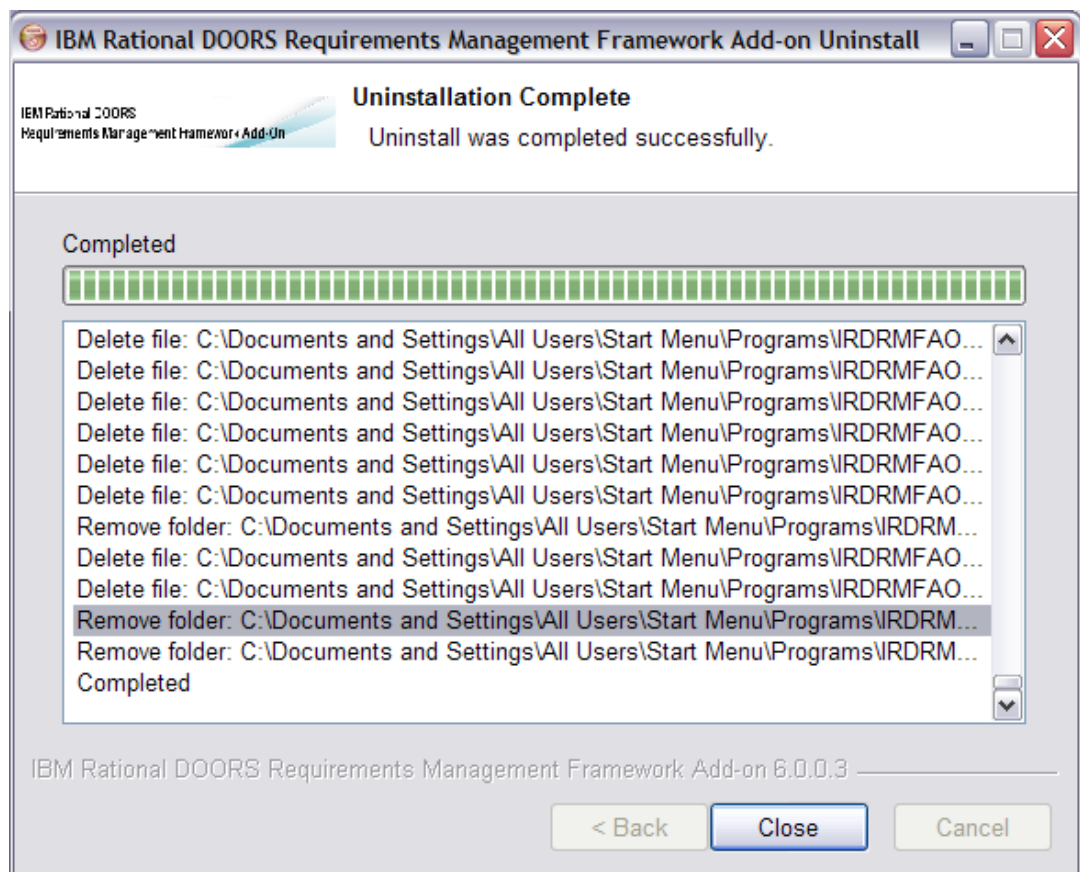 IBM Rational DOORS Requirements Management Framework Add-on Uninstall
IBM Rational DOORS
Requirements Management Framework Add-On
Uninstallation Complete
Uninstall was completed successfully.
Completed
Delete file: C:\Documents and Settings\All Users\Start Menu\Programs\IRDRMFAO...
Delete file: C:\Documents and Settings\All Users\Start Menu\Programs\IRDRMFAO...
Delete file: C:\Documents and Settings\All Users\Start Menu\Programs\IRDRMFAO...
Delete file: C:\Documents and Settings\All Users\Start Menu\Programs\IRDRMFAO...
Delete file: C:\Documents and Settings\All Users\Start Menu\Programs\IRDRMFAO...
Delete file: C:\Documents and Settings\All Users\Start Menu\Programs\IRDRMFAO...
Remove folder: C:\Documents and Settings\All Users\Start Menu\Programs\IRDRM...
Delete file: C:\Documents and Settings\All Users\Start Menu\Programs\IRDRMFAO...
Delete file: C:\Documents and Settings\All Users\Start Menu\Programs\IRDRMFAO...
Remove folder: C:\Documents and Settings\All Users\Start Menu\Programs\IRDRM...
Remove folder: C:\Documents and Settings\All Users\Start Menu\Programs\IRDRM...
Completed
IBM Rational DOORS Requirements Management Framework Add-on 6.0.0.3
< Back Close Cancel